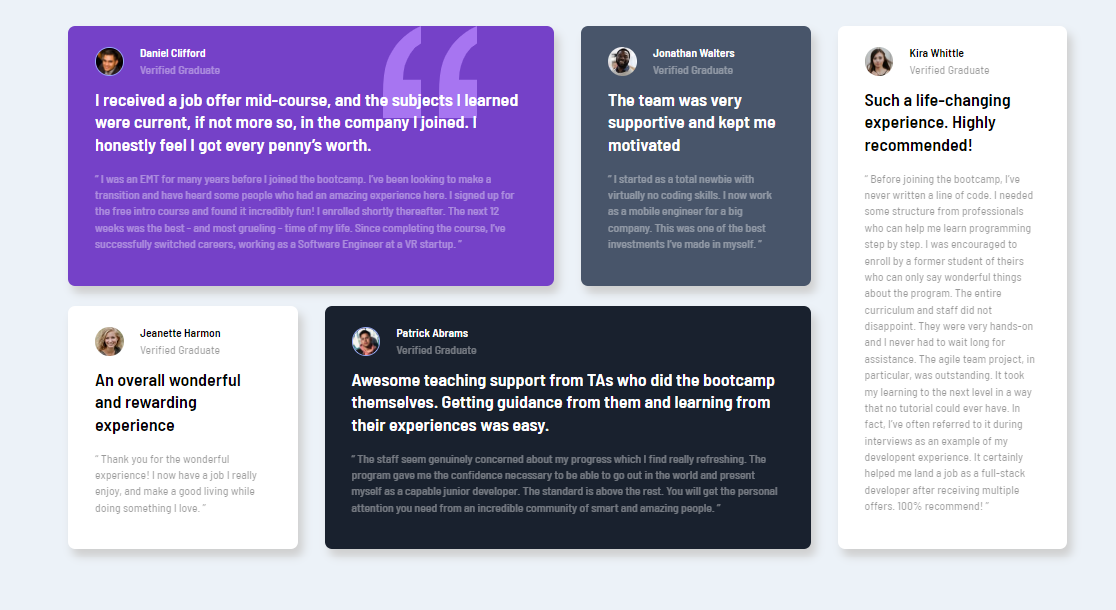 Daniel Clifford
Verified Graduate
I received a job offer mid-course, and the subjects I learned
were current, if not more so, in the company I joined. I
honestly feel I got every penny’s worth.
“ I was an EMT for many years before I joined the bootcamp. I’ve been looking to make a
transition and have heard some people who had an amazing experience here. I signed up for
the free intro course and found it incredibly fun! I enrolled shortly thereafter. The next 12
weeks was the best - and most grueling - time of my life. Since completing the course, I’ve
successfully switched careers, working as a Software Engineer at a VR startup. ”
Jonathan Walters
Verified Graduate
The team was very
supportive and kept me
motivated
“ I started as a total newbie with
virtually no coding skills. I now work
as a mobile engineer for a big
company. This was one of the best
investments I’ve made in myself. ”
Kira Whittle
Verified Graduate
Such a life-changing
experience. Highly
recommended!
“ Before joining the bootcamp, I’ve
never written a line of code. I needed
some structure from professionals
who can help me learn programming
step by step. I was encouraged to
enroll by a former student of theirs
who can only say wonderful things
about the program. The entire
curriculum and staff did not
disappoint. They were very hands-on
and I never had to wait long for
assistance. The agile team project, in
particular, was outstanding. It took
my learning to the next level in a way
that no tutorial could ever have. In
fact, I’ve often referred to it during
interviews as an example of my
developent experience. It certainly
helped me land a job as a full-stack
developer after receiving multiple
offers. 100% recommend! ”
Jeanette Harmon
Verified Graduate
An overall wonderful
and rewarding
experience
“ Thank you for the wonderful
experience! I now have a job I really
enjoy, and make a good living while
doing something I love. ”
Patrick Abrams
Verified Graduate
Awesome teaching support from TAs who did the bootcamp
themselves. Getting guidance from them and learning from
their experiences was easy.
“ The staff seem genuinely concerned about my progress which I find really refreshing. The
program gave me the confidence necessary to be able to go out in the world and present
myself as a capable junior developer. The standard is above the rest. You will get the personal
attention you need from an incredible community of smart and amazing people. ”